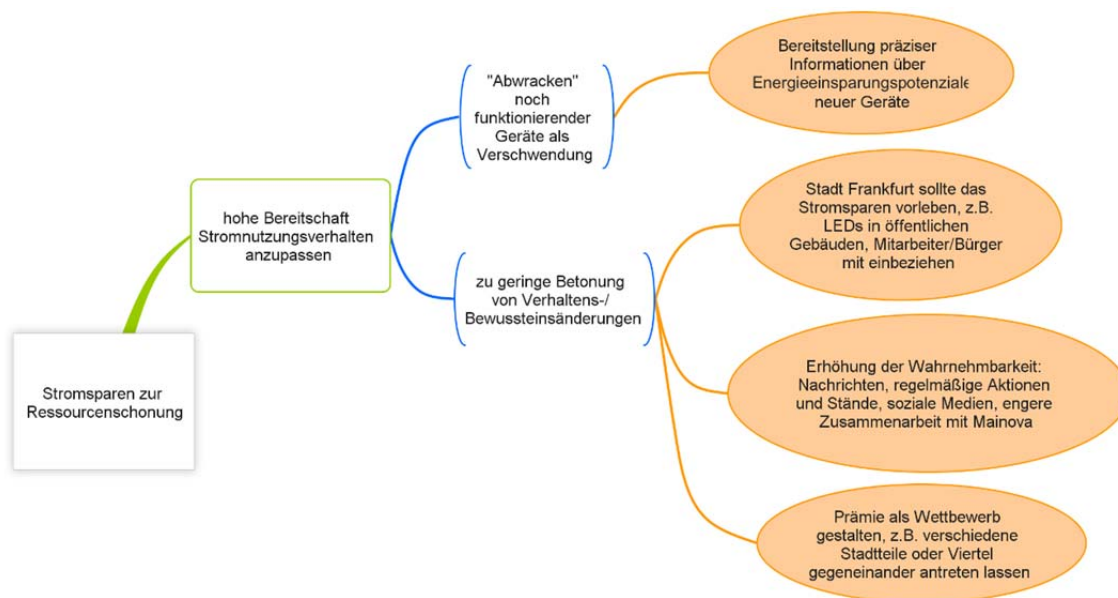 Stromsparen zur
Ressourcenschonung
hohe Bereitschaft
Stromnutzungsverhalten
anzupassen
"Abwracken"
noch
funktionierender
Geräte als
Verschwendung
Bereitstellung präziser
Informationen über
Energieeinsparungspotenziale
neuer Geräte
zu geringe Betonung
von Verhaltens-/
Bewussteinsänderungen
Stadt Frankfurt sollte das
Stromsparen vorleben, z.B.
LEDs in öffentlichen
Gebäuden, Mitarbeiter/Bürger
mit einbeziehen
Erhöhung der Wahrnehmbarkeit:
Nachrichten, regelmäßige Aktionen
und Stände, soziale Medien, engere
Zusammenarbeit mit Mainova
Prämie als Wettbewerb
gestalten, z.B. verschiedene
Stadtteile oder Viertel
gegeneinander antreten lassen